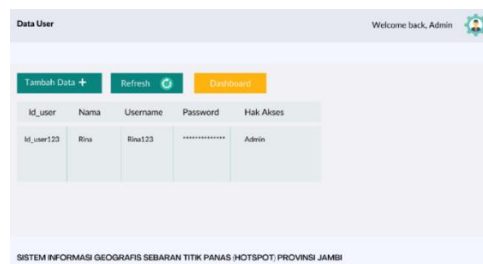 Data User
Welcome back, Admin
Tambah Data +
Refresh
Dashboard
Id_user Nama Username Password Hak Akses
Id_user123 Rina Rina123 ************** Admin
SISTEM INFORMASI GEOGRAFIS SEBARAN TITIK PANAS (HOTSPOT) PROVINSI JAMBI